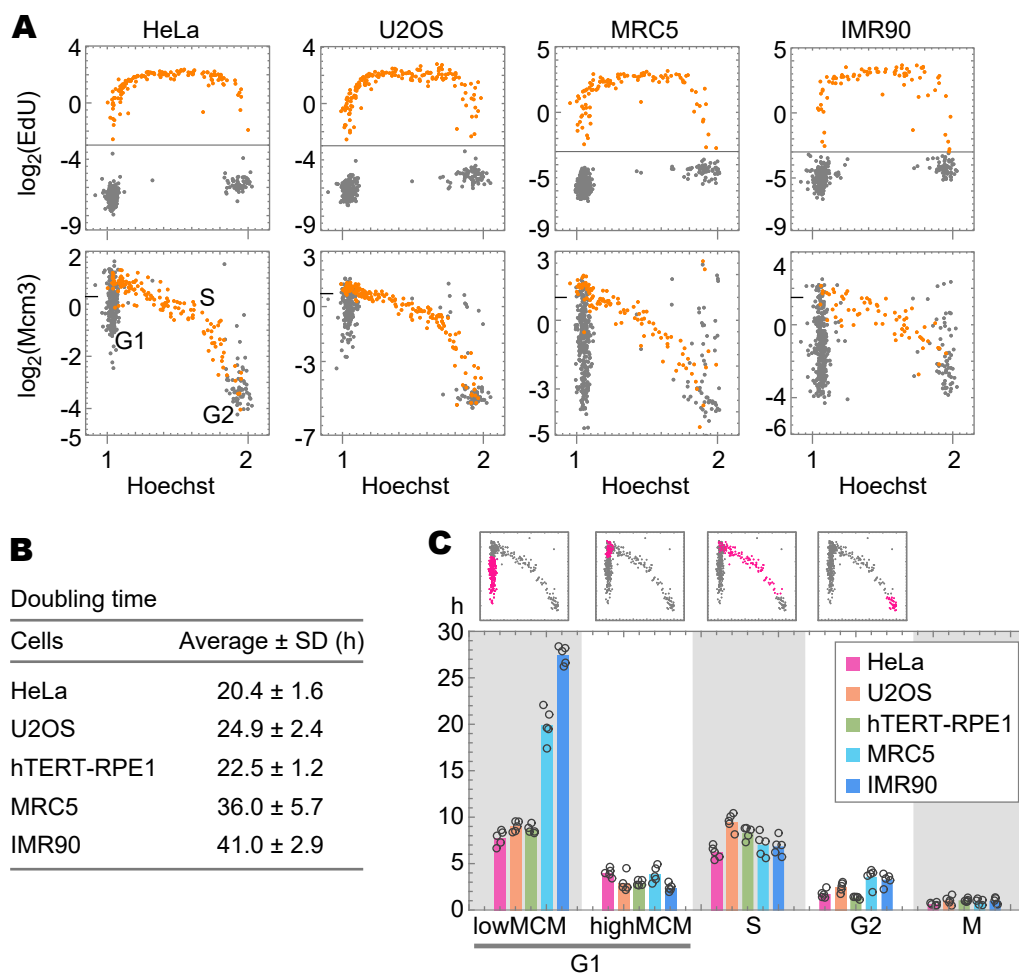 A
HeLa
U2OS
MRC5
IMR90
log2(EdU)
5
0
-4
-9
5
0
-4
-9
5
0
-5
-9
5
0
-5
-9
log2(Mcm3)
2
0
-2
-4
-5
S
G1
G2
3
0
-3
-7
3
0
-3
-5
3
0
-4
-6
1 2
1 2
1 2
1 2
Hoechst
Hoechst
Hoechst
Hoechst
B
Doubling time
Cells Average ± SD (h)
HeLa 20.4 ± 1.6
U2OS 24.9 ± 2.4
hTERT-RPE1 22.5 ± 1.2
MRC5 36.0 ± 5.7
IMR90 41.0 ± 2.9
C
h
30
25
20
15
10
5
0
HeLa
U2OS
hTERT-RPE1
MRC5
IMR90
lowMCM highMCM S G2 M
G1